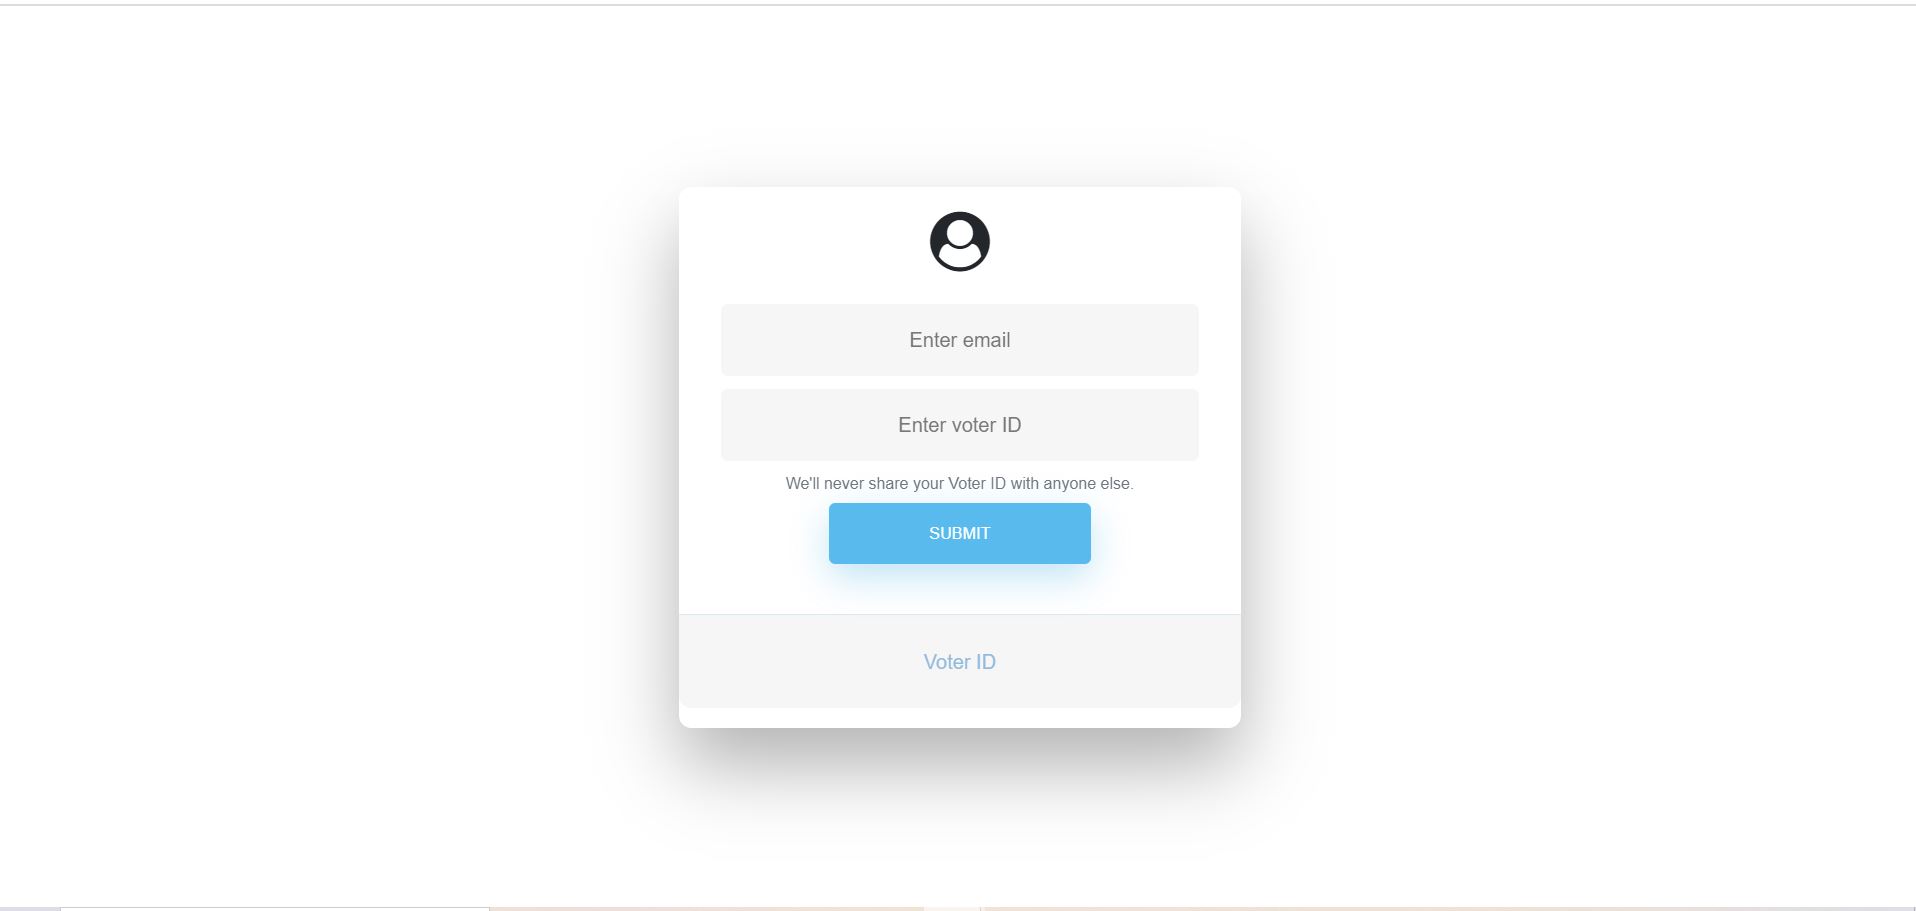 Enter email
Enter voter ID
We'll never share your Voter ID with anyone else.
SUBMIT
Voter ID